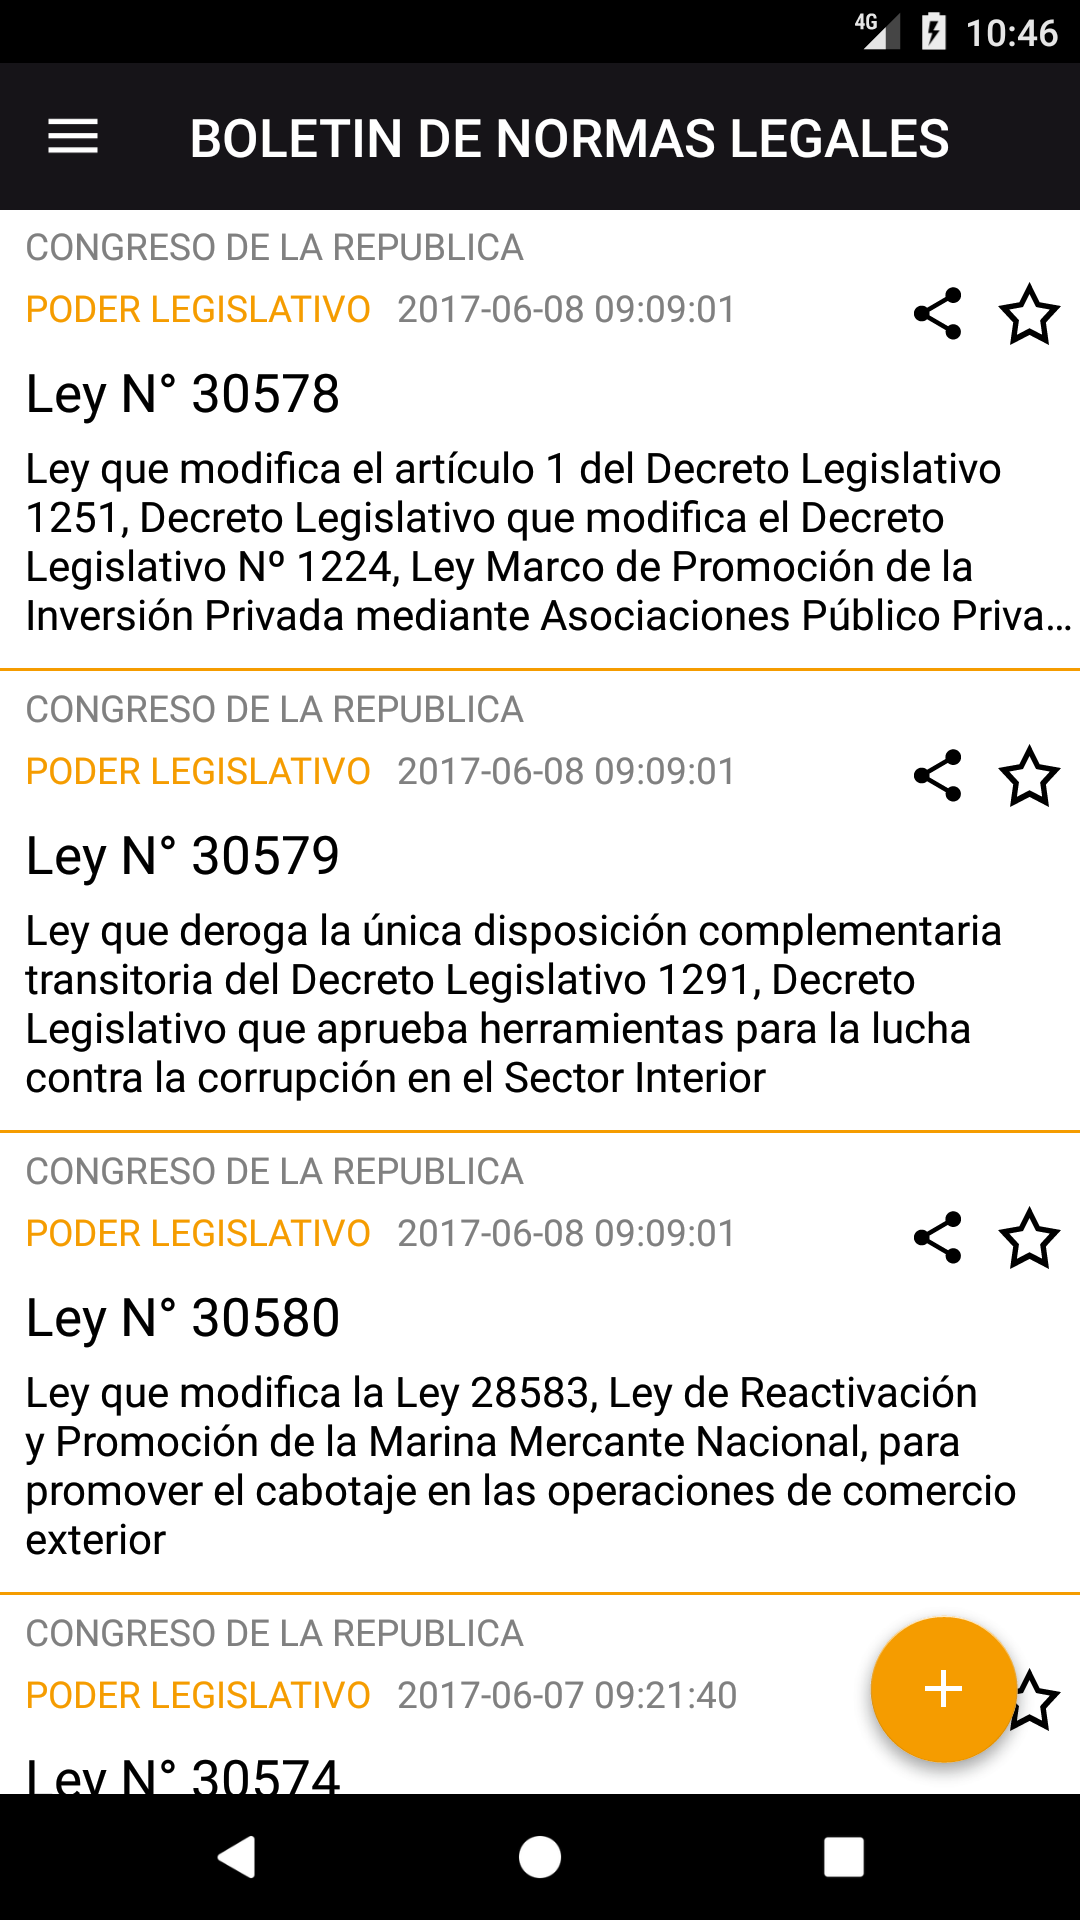 4G 10:46
BOLETIN DE NORMAS LEGALES
CONGRESO DE LA REPUBLICA
PODER LEGISLATIVO 2017-06-08 09:09:01
Ley N° 30578
Ley que modifica el artículo 1 del Decreto Legislativo
1251, Decreto Legislativo que modifica el Decreto
Legislativo Nº 1224, Ley Marco de Promoción de la
Inversión Privada mediante Asociaciones Público Priva...
CONGRESO DE LA REPUBLICA
PODER LEGISLATIVO 2017-06-08 09:09:01
Ley N° 30579
Ley que deroga la única disposición complementaria
transitoria del Decreto Legislativo 1291, Decreto
Legislativo que aprueba herramientas para la lucha
contra la corrupción en el Sector Interior
CONGRESO DE LA REPUBLICA
PODER LEGISLATIVO 2017-06-08 09:09:01
Ley N° 30580
Ley que modifica la Ley 28583, Ley de Reactivación
y Promoción de la Marina Mercante Nacional, para
promover el cabotaje en las operaciones de comercio
exterior
CONGRESO DE LA REPUBLICA
PODER LEGISLATIVO 2017-06-07 09:21:40
Ley N° 30574